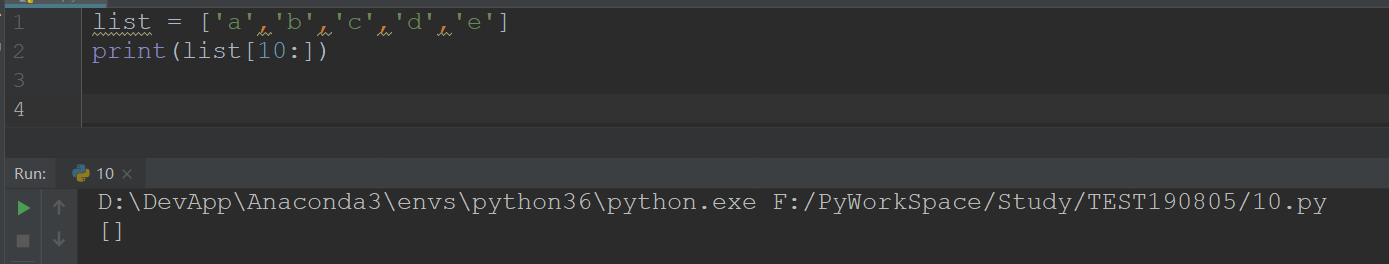 1 list = ['a','b','c','d','e']
2 print(list[10:])
3
4
Run: 10 ×
D:\DevApp\Anaconda3\envs\python36\python.exe F:/PyWorkSpace/Study/TEST190805/10.py
[]